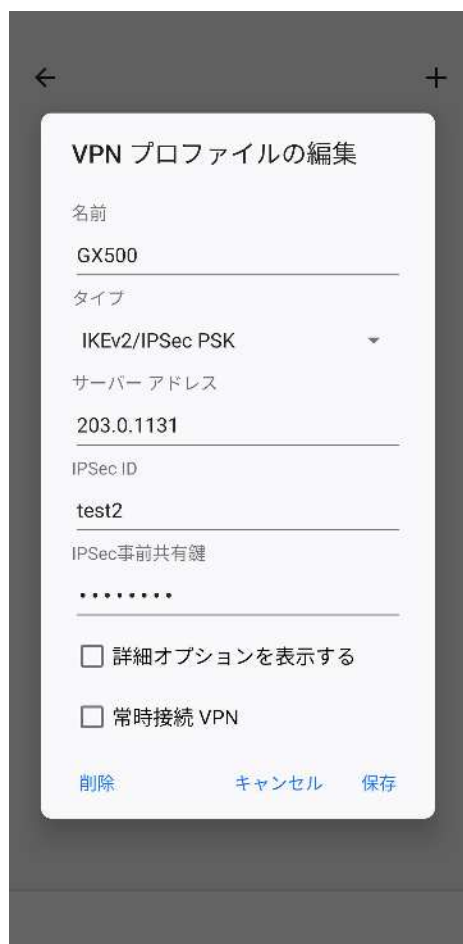 VPN プロファイルの編集
名前
GX500
タイプ
IKEv2/IPSec PSK
サーバー アドレス
203.0.1131
IPSec ID
test2
IPSec事前共有鍵
••••••••
詳細オプションを表示する
常時接続 VPN
削除 キャンセル 保存